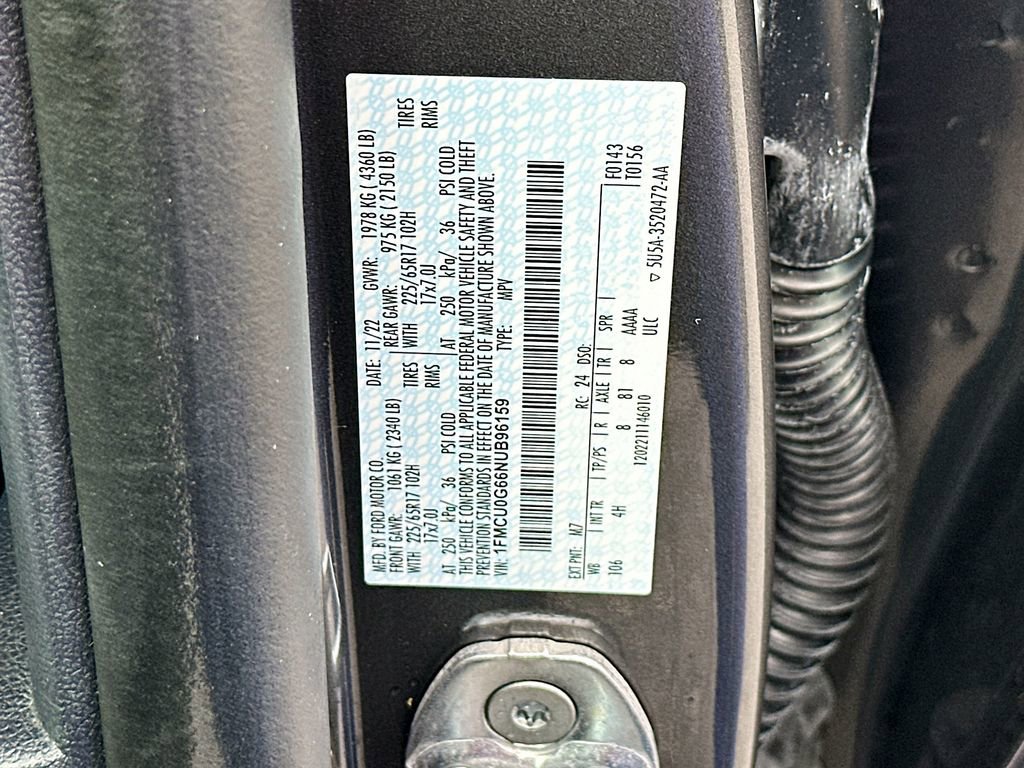 MFD. BY FORD MOTOR CO. DATE: 11/22 GVWR: 1978 KG ( 4360 LB)
FRONT GAWR: 1061 KG ( 2340 LB) REAR GAWR: 975 KG ( 2150 LB)
WITH 225/65R17 102H TIRES WITH 225/65R17 102H TIRES
17x7.0J RIMS 17x7.0J RIMS
AT 250 kPa/ 36 PSI COLD AT 250 kPa/ 36 PSI COLD
THIS VEHICLE CONFORMS TO ALL APPLICABLE FEDERAL MOTOR VEHICLE SAFETY AND THEFT
PREVENTION STANDARDS IN EFFECT ON THE DATE OF MANUFACTURE SHOWN ABOVE.
VIN: 1FMCU0G66NUB96159 TYPE: MPV
EXT PNT: M7 RC: 24 DSO: F0143
WB INT TR TP/PS R AXLE TR SPR T0156
106 4H 8 81 8 AAAA
120221146010 ULC ▽ 5U5A-3520472-AA